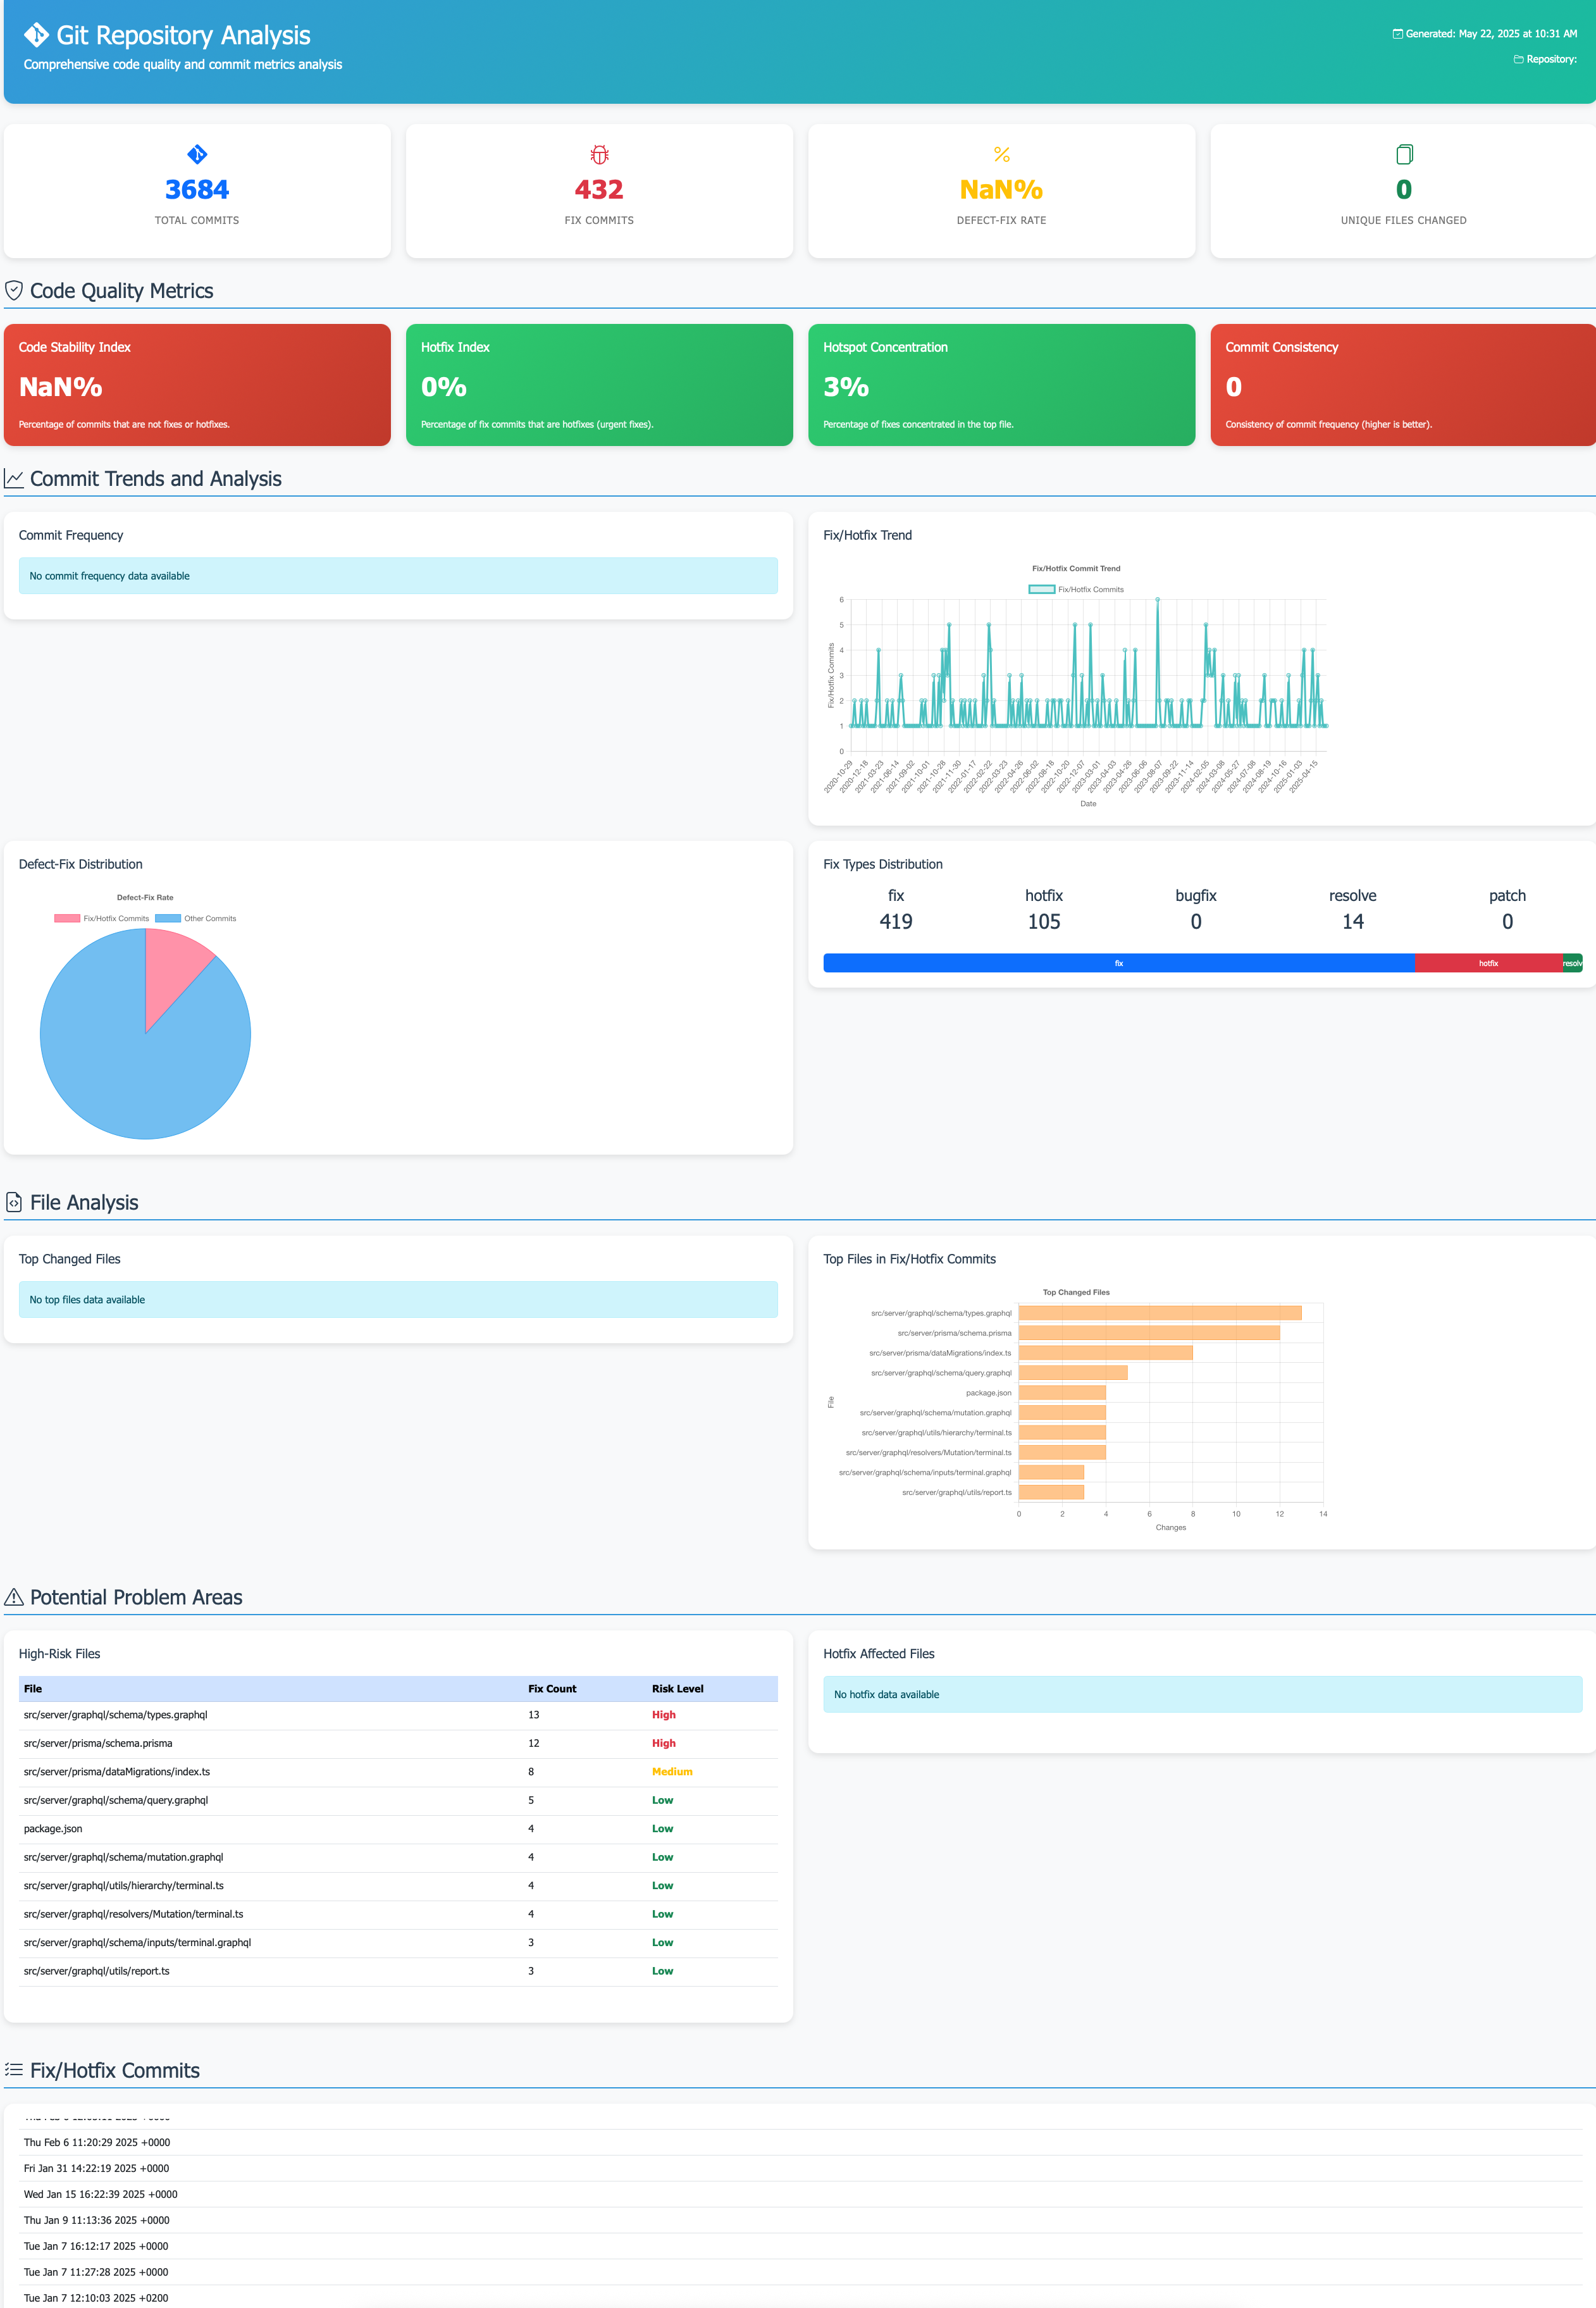 Git Repository Analysis
Comprehensive code quality and commit metrics analysis
Generated: May 22, 2025 at 10:31 AM
Repository:
3684
TOTAL COMMITS
432
FIX COMMITS
NaN%
DEFECT-FIX RATE
0
UNIQUE FILES CHANGED
Code Quality Metrics
Code Stability Index
NaN%
Percentage of commits that are not fixes or hotfixes.
Hotfix Index
0%
Percentage of fix commits that are hotfixes (urgent fixes).
Hotspot Concentration
3%
Percentage of fixes concentrated in the top file.
Commit Consistency
0
Consistency of commit frequency (higher is better).
Commit Trends and Analysis
Commit Frequency
No commit frequency data available
Fix/Hotfix Trend
Fix/Hotfix Commit Trend
Fix/Hotfix Commits
6
5
4
3
2
1
0
Fix/Hotfix Commits
2020-10-29
2020-12-18
2021-03-23
2021-06-14
2021-09-02
2021-10-01
2021-10-28
2021-11-30
2022-01-17
2022-02-22
2022-03-23
2022-04-26
2022-06-02
2022-08-18
2022-10-20
2022-12-07
2023-03-01
2023-04-03
2023-04-26
2023-06-06
2023-08-07
2023-09-22
2023-11-14
2024-02-05
2024-03-08
2024-05-27
2024-07-08
2024-08-19
2024-10-16
2025-01-03
2025-04-15
Date
Defect-Fix Distribution
Defect-Fix Rate
Fix/Hotfix Commits
Other Commits
Fix Types Distribution
fix
419
hotfix
105
bugfix
0
resolve
14
patch
0
fix
hotfix
resolv
File Analysis
Top Changed Files
No top files data available
Top Files in Fix/Hotfix Commits
Top Changed Files
File
src/server/graphql/schema/types.graphql
src/server/prisma/schema.prisma
src/server/prisma/dataMigrations/index.ts
src/server/graphql/schema/query.graphql
package.json
src/server/graphql/schema/mutation.graphql
src/server/graphql/utils/hierarchy/terminal.ts
src/server/graphql/resolvers/Mutation/terminal.ts
src/server/graphql/schema/inputs/terminal.graphql
src/server/graphql/utils/report.ts
0 2 4 6 8 10 12 14
Changes
Potential Problem Areas
High-Risk Files
File Fix Count Risk Level
src/server/graphql/schema/types.graphql 13 High
src/server/prisma/schema.prisma 12 High
src/server/prisma/dataMigrations/index.ts 8 Medium
src/server/graphql/schema/query.graphql 5 Low
package.json 4 Low
src/server/graphql/schema/mutation.graphql 4 Low
src/server/graphql/utils/hierarchy/terminal.ts 4 Low
src/server/graphql/resolvers/Mutation/terminal.ts 4 Low
src/server/graphql/schema/inputs/terminal.graphql 3 Low
src/server/graphql/utils/report.ts 3 Low
Hotfix Affected Files
No hotfix data available
Fix/Hotfix Commits
Thu Feb 6 11:20:29 2025 +0000
Fri Jan 31 14:22:19 2025 +0000
Wed Jan 15 16:22:39 2025 +0000
Thu Jan 9 11:13:36 2025 +0000
Tue Jan 7 16:12:17 2025 +0000
Tue Jan 7 11:27:28 2025 +0000
Tue Jan 7 12:10:03 2025 +0200